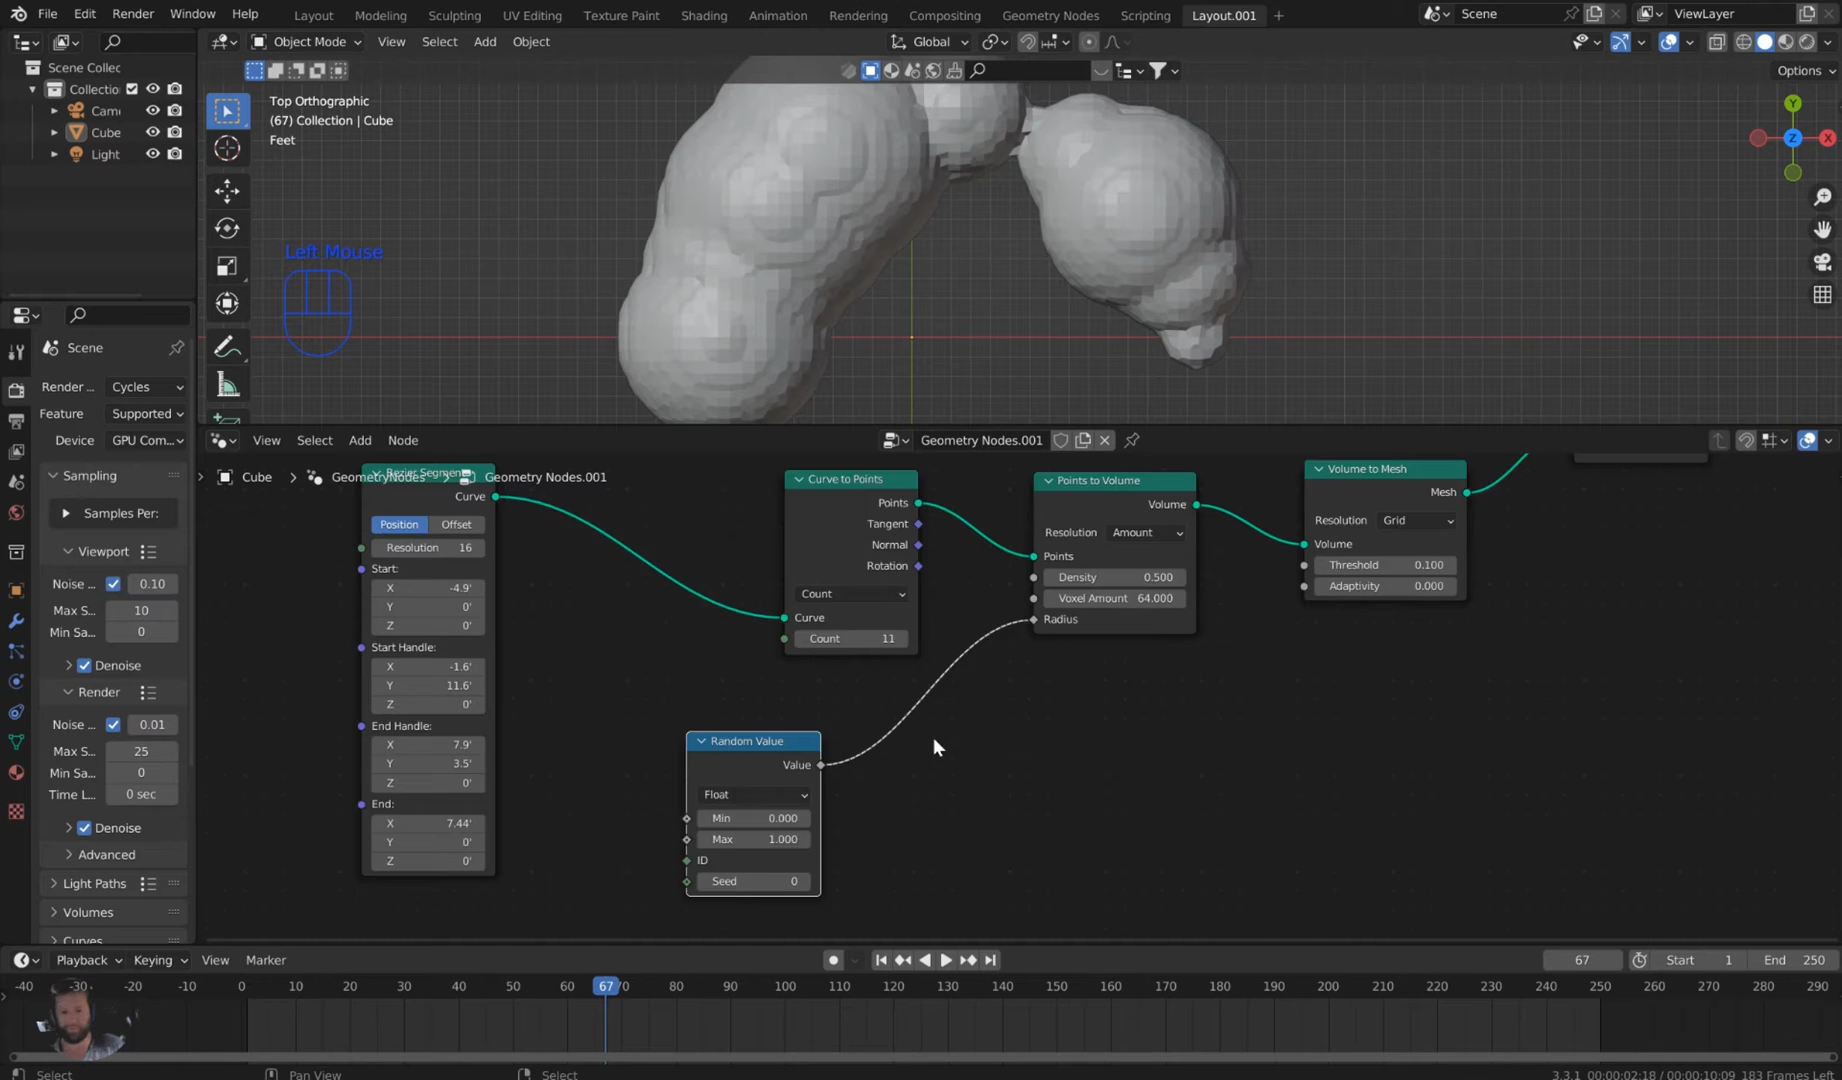 File Edit Render Window Help Layout Modeling Sculpting UV Editing Texture Paint Shading Animation Rendering Compositing Geometry Nodes Scripting Layout.001 + Scene ViewLayer
Object Mode View Select Add Object Global
Options
Scene Collec
Collectio
Cam
Cube
Light
Top Orthographic
(67) Collection | Cube
Feet
Y
X
Z
Left Mouse
Scene
Render ... Cycles
Feature Supported
Device GPU Com...
Sampling
Samples Per:
Viewport
Noise ... 0.10
Max S... 10
Min Sa... 0
Denoise
Render
Noise ... 0.01
Max S... 25
Min Sa... 0
Time L... 0 sec
Denoise
Advanced
Light Paths
Volumes
Curves
View Select Add Node Geometry Nodes.001
Cube GeometryNodes Geometry Nodes.001
Bezier Segment
Curve
Position Offset
Resolution 16
Start:
X -4.9'
Y 0'
Z 0'
Start Handle:
X -1.6'
Y 11.6'
Z 0'
End Handle:
X 7.9'
Y 3.5'
Z 0'
End:
X 7.44'
Y 0'
Z 0'
Curve to Points
Points
Tangent
Normal
Rotation
Count
Curve
Count 11
Random Value
Value
Float
Min 0.000
Max 1.000
ID
Seed 0
Points to Volume
Volume
Resolution Amount
Points
Density 0.500
Voxel Amount 64.000
Radius
Volume to Mesh
Mesh
Resolution Grid
Volume
Threshold 0.100
Adaptivity 0.000
Playback Keying View Marker 67 Start 1 End 250
-40 -30 -20 -10 0 10 20 30 40 50 60 67 70 80 90 100 110 120 130 140 150 160 170 180 190 200 210 220 230 240 250 260 270 280 290
Select Pan View Select 3.3.1 00:00:02:18 / 00:00:10:09 183 Frames Left